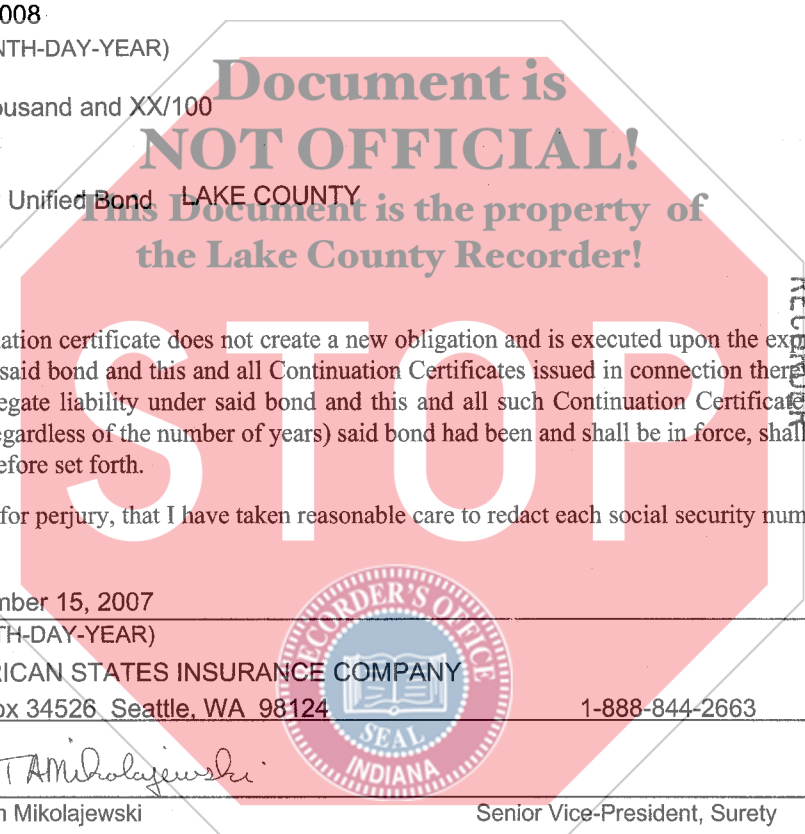 008
NTH-DAY-YEAR)
Document is
ousand and XX/100
NOT OFFICIAL!
Unified Bond LAKE COUNTY
This Document is the property of
the Lake County Recorder!
RECORDER
ation certificate does not create a new obligation and is executed upon the exp
said bond and this and all Continuation Certificates issued in connection there
egate liability under said bond and this and all such Continuation Certificate
egardless of the number of years) said bond had been and shall be in force, shall
efore set forth.
STOP
for perjury, that I have taken reasonable care to redact each social security num
mber 15, 2007
TH-DAY-YEAR)
RICAN STATES INSURANCE COMPANY
ox 34526 Seattle, WA 98124 1-888-844-2663
RECORDER'S OFFICE
SEAL
INDIANA
TAMikolajewski
n Mikolajewski Senior Vice-President, Surety